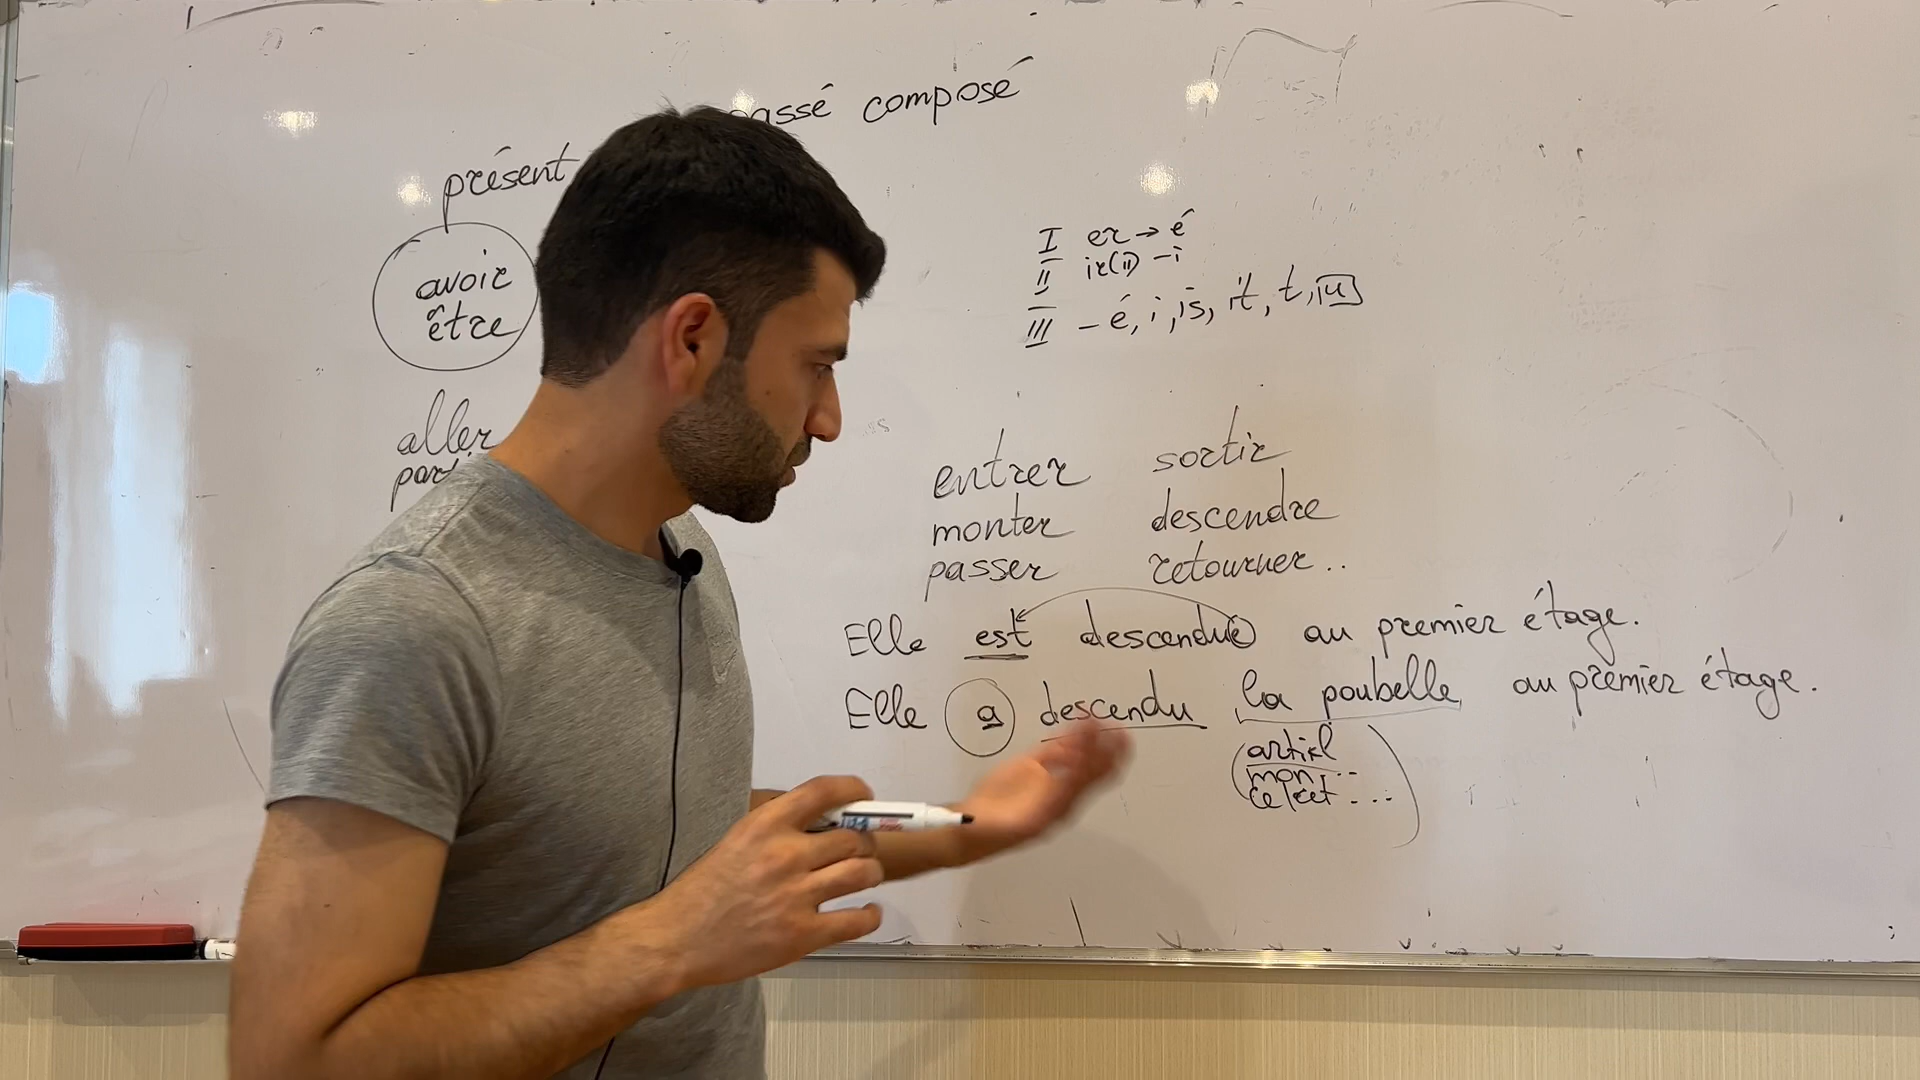 passé composé
présent
avoir
être
I er → é
II ir(II) - i
III - é, i, is, it, t, u
aller
entrer sortir
monter descendre
passer retourner..
Elle est descendue au premier étage.
Elle a descendu la poubelle au premier étage.
artikl
mon...
ce/cet ....